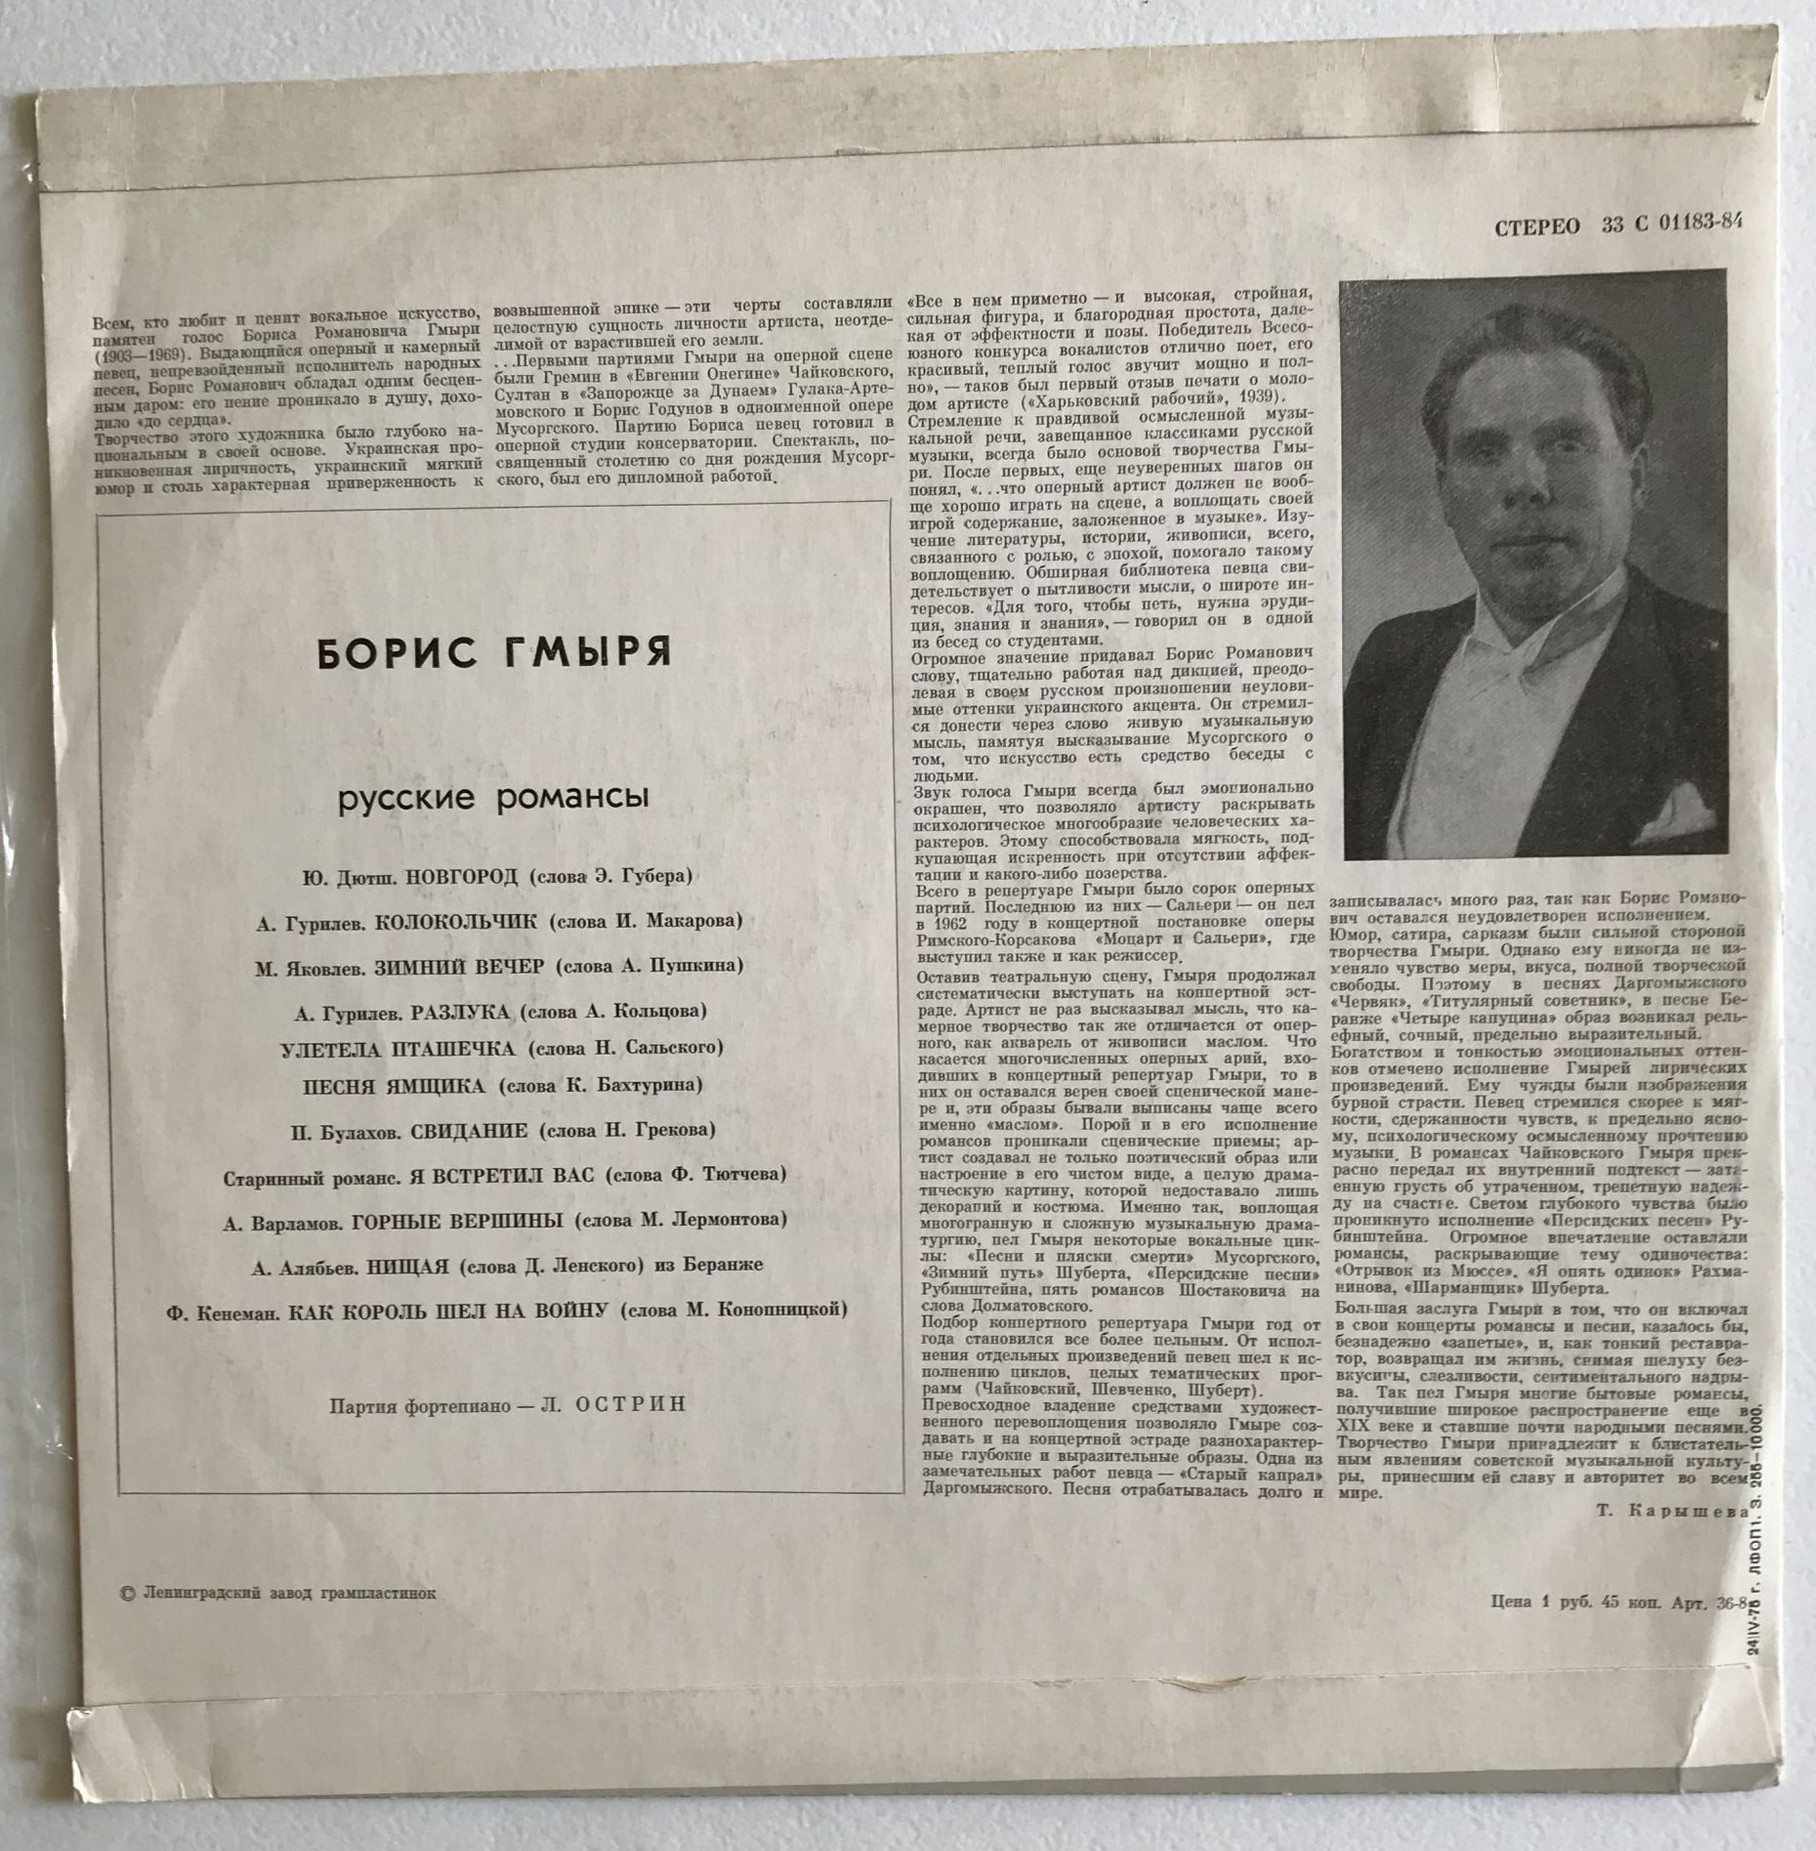 СТЕРЕО 33 С 01183-84
Всем, кто любит и ценит вокальное искусство,
памятен голос Бориса Романовича Гмыри
(1903—1969). Выдающийся оперный и камерный
певец, непревзойденный исполнитель народных
песен, Борис Романович обладал одним бесцен-
ным даром: его пение проникало в душу, дохо-
дило «до сердца».
Творчество этого художника было глубоко на-
циональным в своей основе. Украинская про-
никновенная лиричность, украинский мягкий
юмор и столь характерная приверженность к
возвышенной эпике — эти черты составляли
целостную сущность личности артиста, неотде-
лимой от взрастившей его земли.
...Первыми партиями Гмыри на оперной сцене
были Гремин в «Евгении Онегине» Чайковского,
Султан в «Запорожце за Дунаем» Гулака-Арте-
мовского и Борис Годунов в одноименной опере
Мусоргского. Партию Бориса певец готовил в
оперной студии консерватории. Спектакль, по-
священный столетию со дня рождения Мусорг-
ского, был его дипломной работой.
БОРИС ГМЫРЯ
русские романсы
Ю. Дютш. НОВГОРОД (слова Э. Губера)
А. Гурилев. КОЛОКОЛЬЧИК (слова И. Макарова)
М. Яковлев. ЗИМНИЙ ВЕЧЕР (слова А. Пушкина)
А. Гурилев. РАЗЛУКА (слова А. Кольцова)
УЛЕТЕЛА ПТАШЕЧКА (слова Н. Сальского)
ПЕСНЯ ЯМЩИКА (слова К. Бахтурина)
П. Булахов. СВИДАНИЕ (слова Н. Грекова)
Старинный романс. Я ВСТРЕТИЛ ВАС (слова Ф. Тютчева)
А. Варламов. ГОРНЫЕ ВЕРШИНЫ (слова М. Лермонтова)
А. Алябьев. НИЩАЯ (слова Д. Ленского) из Беранже
Ф. Кенеман. КАК КОРОЛЬ ШЕЛ НА ВОЙНУ (слова М. Конопницкой)
Партия фортепиано — Л. ОСТРИН
«Все в нем приметно — и высокая, стройная,
сильная фигура, и благородная простота, дале-
кая от эффектности и позы. Победитель Всесо-
юзного конкурса вокалистов отлично поет, его
красивый, теплый голос звучит мощно и пол-
но», — таков был первый отзыв печати о моло-
дом артисте («Харьковский рабочий», 1939).
Стремление к правдивой осмысленной музы-
кальной речи, завещанное классиками русской
музыки, всегда было основой творчества Гмы-
ри. После первых, еще неуверенных шагов он
понял, «...что оперный артист должен не вооб-
ще хорошо играть на сцене, а воплощать своей
игрой содержание, заложенное в музыке». Изу-
чение литературы, истории, живописи, всего,
связанного с ролью, с эпохой, помогало такому
воплощению. Обширная библиотека певца сви-
детельствует о пытливости мысли, о широте ин-
тересов. «Для того, чтобы петь, нужна эруди-
ция, знания и знания», — говорил он в одной
из бесед со студентами.
Огромное значение придавал Борис Романович
слову, тщательно работая над дикцией, преодо-
левая в своем русском произношении неулови-
мые оттенки украинского акцента. Он стремил-
ся донести через слово живую музыкальную
мысль, памятуя высказывание Мусоргского о
том, что искусство есть средство беседы с
людьми.
Звук голоса Гмыри всегда был эмоционально
окрашен, что позволяло артисту раскрывать
психологическое многообразие человеческих ха-
рактеров. Этому способствовала мягкость, под-
купающая искренность при отсутствии аффек-
тации и какого-либо позерства.
Всего в репертуаре Гмыри было сорок оперных
партий. Последнюю из них — Сальери — он пел
в 1962 году в концертной постановке оперы
Римского-Корсакова «Моцарт и Сальери», где
выступил также и как режиссер.
Оставив театральную сцену, Гмыря продолжал
систематически выступать на концертной эст-
раде. Артист не раз высказывал мысль, что ка-
мерное творчество так же отличается от опер-
ного, как акварель от живописи маслом. Что
касается многочисленных оперных арий, вхо-
дивших в концертный репертуар Гмыри, то в
них он оставался верен своей сценической мане-
ре и, эти образы бывали выписаны чаще всего
именно «маслом». Порой и в его исполнение
романсов проникали сценические приемы; ар-
тист создавал не только поэтический образ или
настроение в его чистом виде, а целую драма-
тическую картину, которой недоставало лишь
декораций и костюма. Именно так, воплощая
многогранную и сложную музыкальную драма-
тургию, пел Гмыря некоторые вокальные цик-
лы: «Песни и пляски смерти» Мусоргского,
«Зимний путь» Шуберта, «Персидские песни»
Рубинштейна, пять романсов Шостаковича на
слова Долматовского.
Подбор концертного репертуара Гмыри год от
года становился все более цельным. От испол-
нения отдельных произведений певец шел к ис-
полнению циклов, целых тематических прог-
рамм (Чайковский, Шевченко, Шуберт).
Превосходное владение средствами художест-
венного перевоплощения позволяло Гмыре соз-
давать и на концертной эстраде разнохарактер-
ные глубокие и выразительные образы. Одна из
замечательных работ певца — «Старый капрал»
Даргомыжского. Песня отрабатывалась долго и
записывалась много раз, так как Борис Романо-
вич оставался неудовлетворен исполнением.
Юмор, сатира, сарказм были сильной стороной
творчества Гмыри. Однако ему никогда не из-
меняло чувство меры, вкуса, полной творческой
свободы. Поэтому в песнях Даргомыжского
«Червяк», «Титулярный советник», в песне Бе-
ранже «Четыре капуцина» образ возникал рель-
ефный, сочный, предельно выразительный.
Богатством и тонкостью эмоциональных оттен-
ков отмечено исполнение Гмырей лирических
произведений. Ему чужды были изображения
бурной страсти. Певец стремился скорее к мяг-
кости, сдержанности чувств, к предельно ясно-
му, психологическому осмысленному прочтению
музыки. В романсах Чайковского Гмыря прек-
расно передал их внутренний подтекст — зата-
енную грусть об утраченном, трепетную надеж-
ду на счастье. Светом глубокого чувства было
проникнуто исполнение «Персидских песен» Ру-
бинштейна. Огромное впечатление оставляли
романсы, раскрывающие тему одиночества:
«Отрывок из Мюссе», «Я опять одинок» Рахма-
нинова, «Шарманщик» Шуберта.
Большая заслуга Гмыри в том, что он включал
в свои концерты романсы и песни, казалось бы,
безнадежно «запетые», и, как тонкий реставра-
тор, возвращал им жизнь, снимая шелуху без-
вкусицы, слезливости, сентиментального надры-
ва. Так пел Гмыря многие бытовые романсы,
получившие широкое распространение еще в
XIX веке и ставшие почти народными песнями.
Творчество Гмыри принадлежит к блистатель-
ным явлениям советской музыкальной культу-
ры, принесшим ей славу и авторитет во всем
мире.
Т. Карышева
© Ленинградский завод грампластинок
Цена 1 руб. 45 коп. Арт. 36-8
24|IV-75 г. ЛФОП1. З. 255—10000.